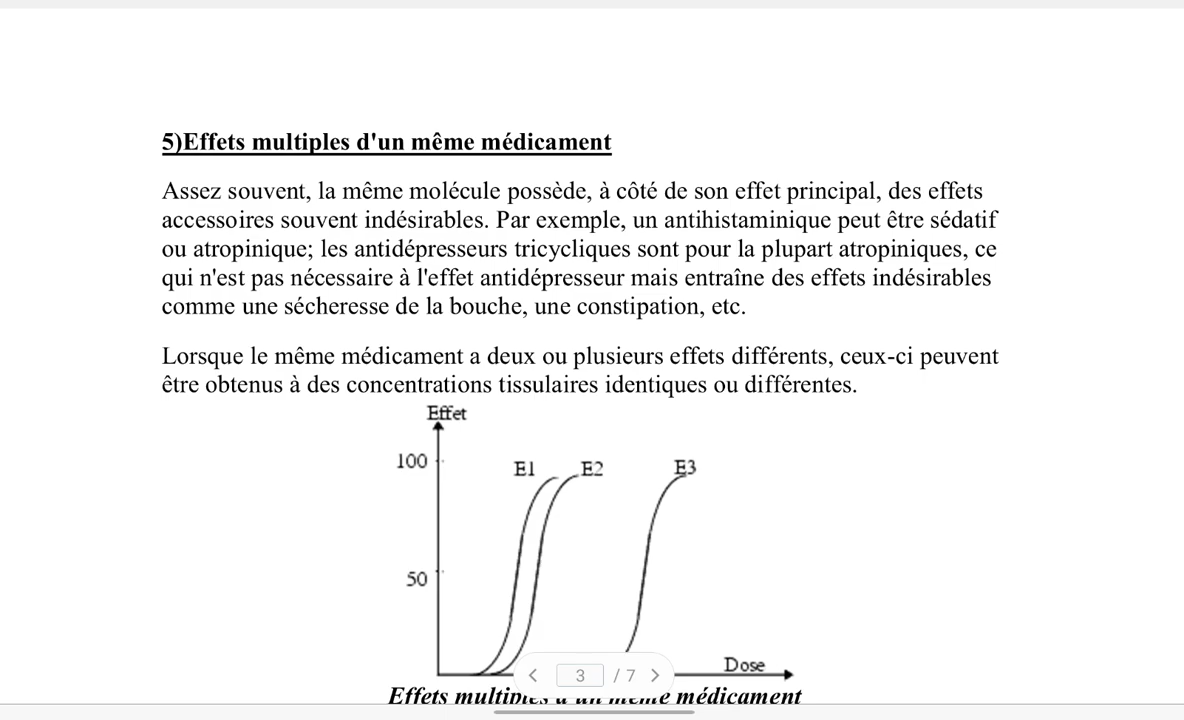 5)Effets multiples d'un même médicament
Assez souvent, la même molécule possède, à côté de son effet principal, des effets
accessoires souvent indésirables. Par exemple, un antihistaminique peut être sédatif
ou atropinique; les antidépresseurs tricycliques sont pour la plupart atropiniques, ce
qui n'est pas nécessaire à l'effet antidépresseur mais entraîne des effets indésirables
comme une sécheresse de la bouche, une constipation, etc.
Lorsque le même médicament a deux ou plusieurs effets différents, ceux-ci peuvent
être obtenus à des concentrations tissulaires identiques ou différentes.
Effet
100
E1 E2 E3
50
Dose
3 / 7
Effets multiples d'un même médicament